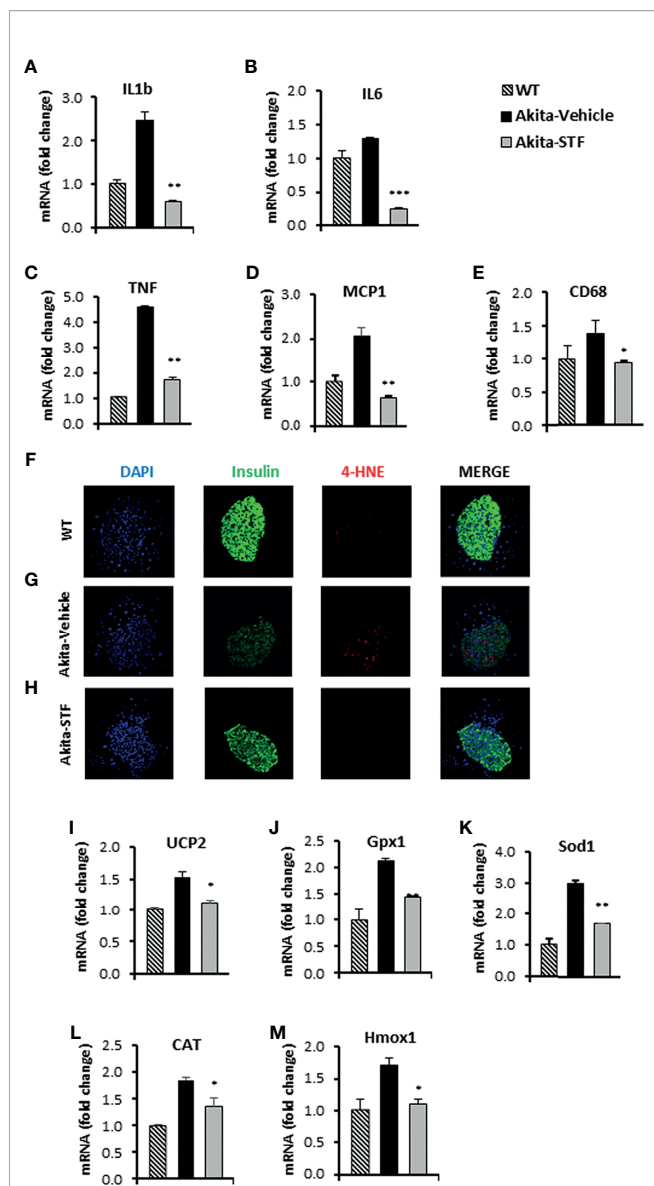 A
IL1b
mRNA (fold change)
3.0
2.0
1.0
0.0
**
B
IL6
mRNA (fold change)
2.0
1.5
1.0
0.5
0.0
***
WT
Akita-Vehicle
Akita-STF
C
TNF
mRNA (fold change)
5.0
4.0
3.0
2.0
1.0
0.0
**
D
MCP1
mRNA (fold change)
3.0
2.0
1.0
0.0
**
E
CD68
mRNA (fold change)
2.0
1.5
1.0
0.5
0.0
*
F
DAPI Insulin 4-HNE MERGE
WT
G
Akita-Vehicle
H
Akita-STF
I
UCP2
mRNA (fold change)
2.0
1.5
1.0
0.5
0.0
*
J
Gpx1
mRNA (fold change)
2.5
2.0
1.5
1.0
0.5
0.0
**
K
Sod1
mRNA (fold change)
4.0
3.0
2.0
1.0
0.0
**
L
CAT
mRNA (fold change)
2.5
2.0
1.5
1.0
0.5
0.0
*
M
Hmox1
mRNA (fold change)
2.0
1.5
1.0
0.5
0.0
*